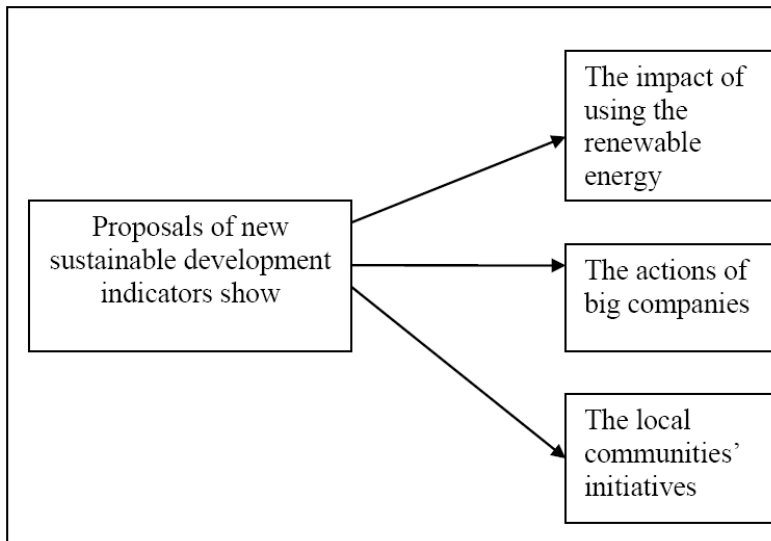 Proposals of new
sustainable development
indicators show
The impact of
using the
renewable
energy
The actions of
big companies
The local
communities’
initiatives